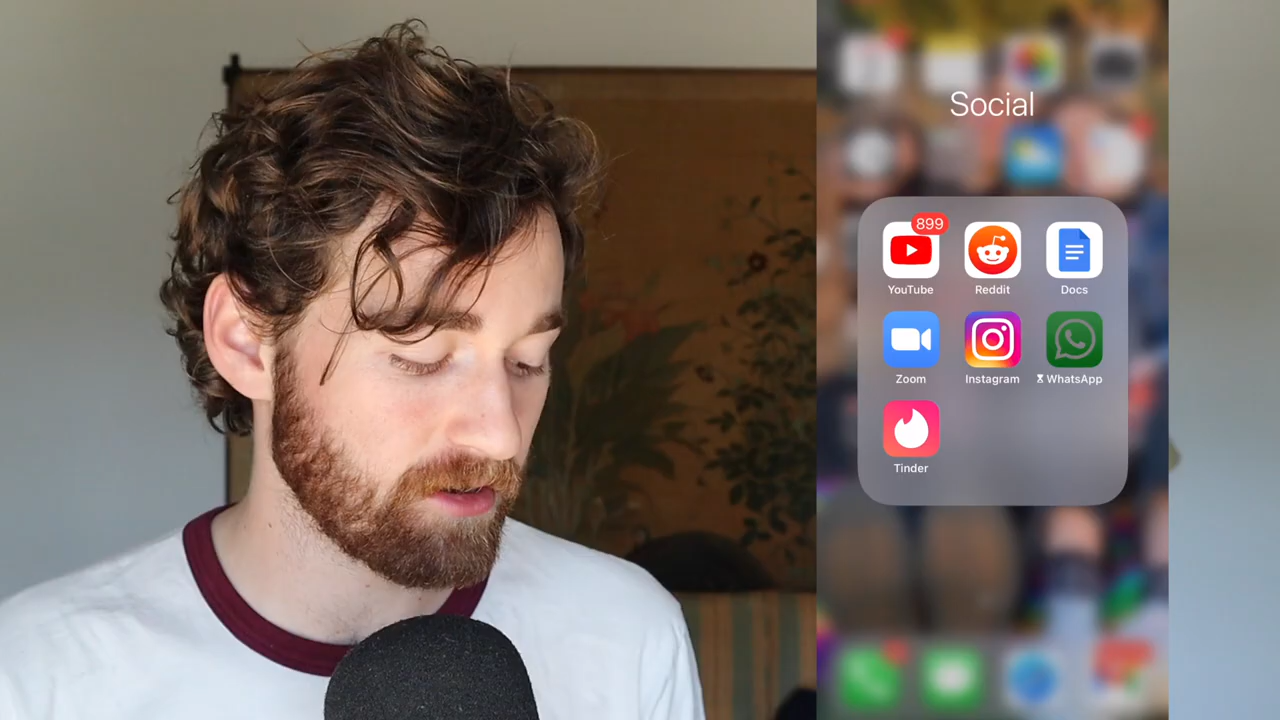 Social
899
YouTube
Reddit
Docs
Zoom
Instagram
WhatsApp
Tinder